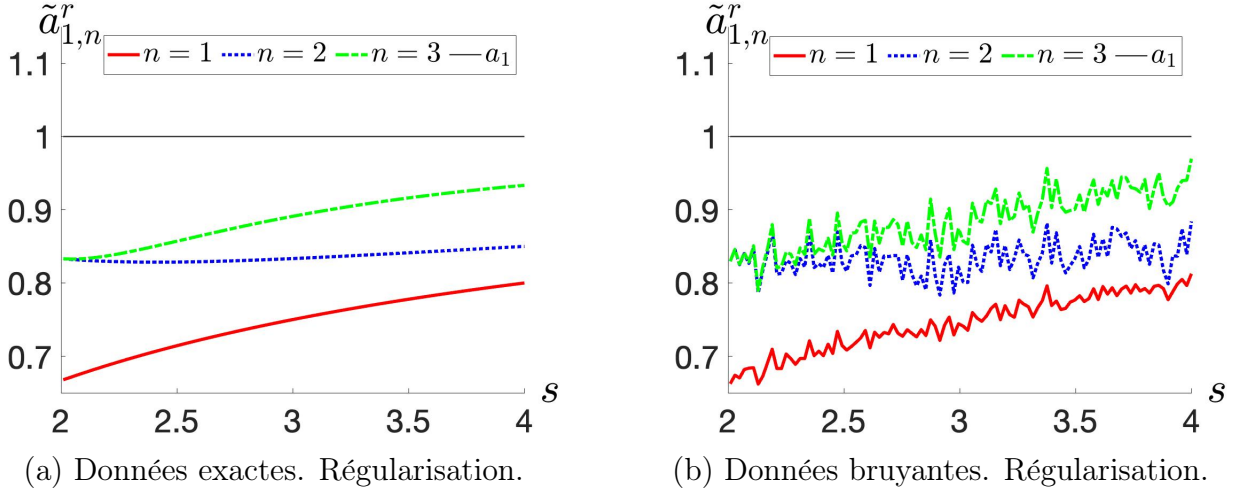 ã^r_{1,n}
n = 1 n = 2 n = 3 a_1
1.1
1
0.9
0.8
0.7
2 2.5 3 3.5 4
s
(a) Données exactes. Régularisation.
ã^r_{1,n}
n = 1 n = 2 n = 3 a_1
1.1
1
0.9
0.8
0.7
2 2.5 3 3.5 4
s
(b) Données bruyantes. Régularisation.